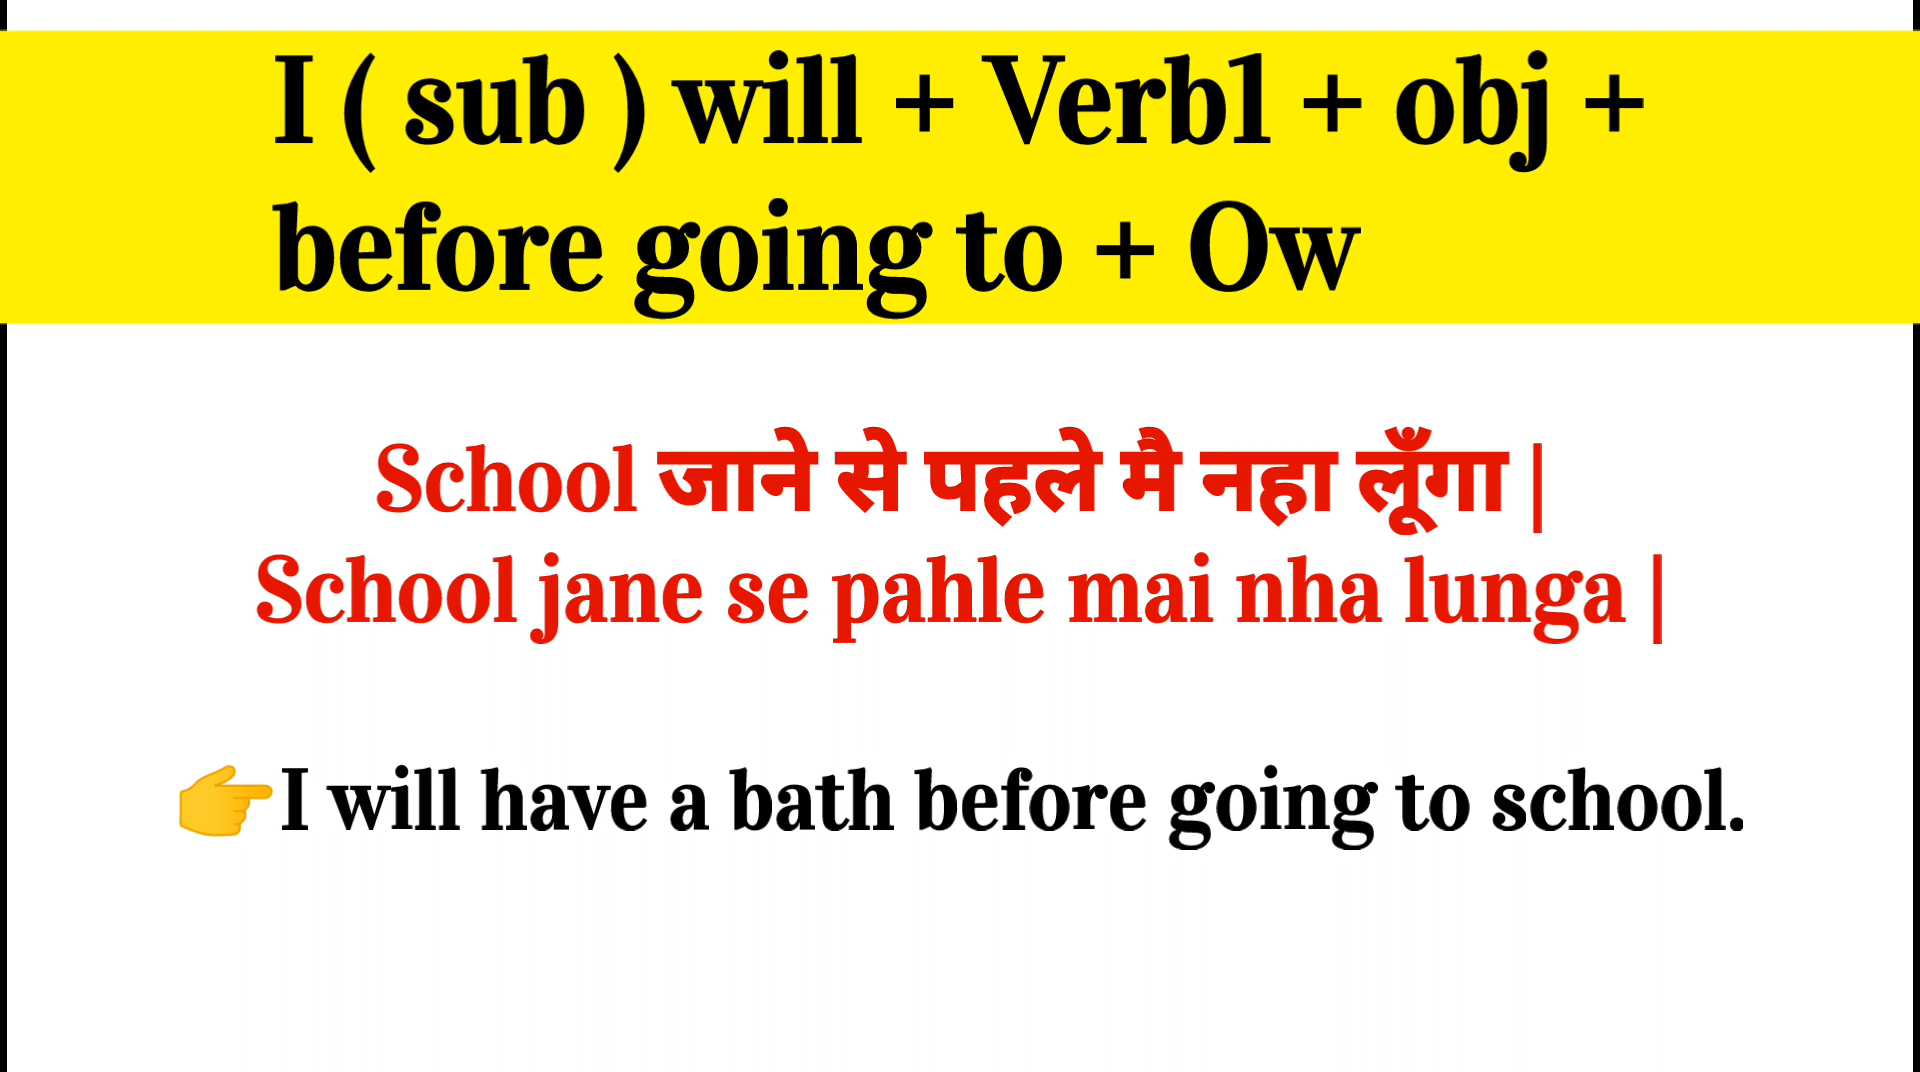 I ( sub ) will + Verb1 + obj +
before going to + Ow
School जाने से पहले मै नहा लूँगा |
School jane se pahle mai nha lunga |
👉I will have a bath before going to school.